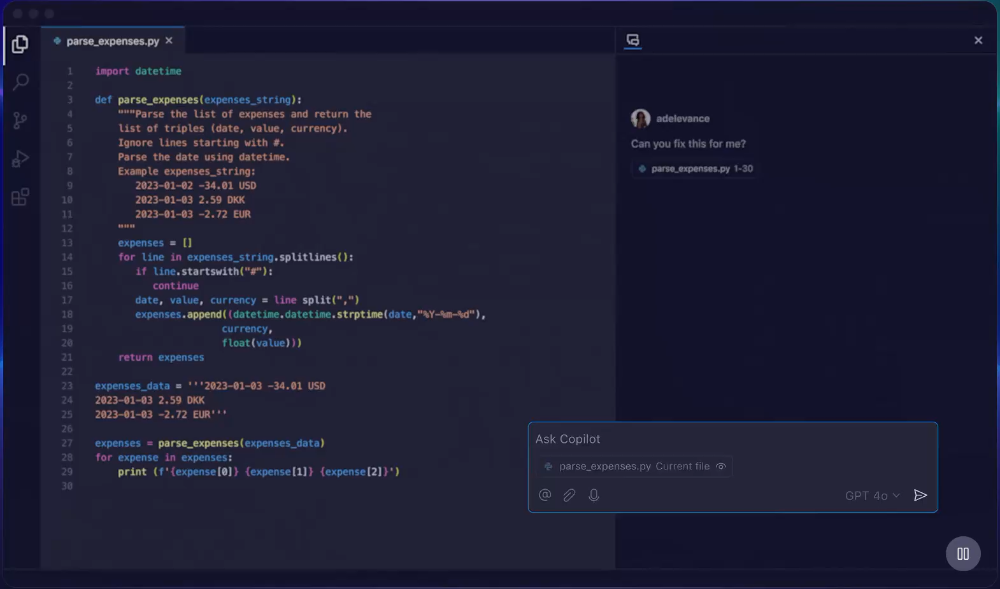 parse_expenses.py
1 import datetime
2
3 def parse_expenses(expenses_string):
4 """Parse the list of expenses and return the
5 list of triples (date, value, currency).
6 Ignore lines starting with #.
7 Parse the date using datetime.
8 Example expenses_string:
9 2023-01-02 -34.01 USD
10 2023-01-03 2.59 DKK
11 2023-01-03 -2.72 EUR
12 """
13 expenses = []
14 for line in expenses_string.splitlines():
15 if line.startswith("#"):
16 continue
17 date, value, currency = line split(",")
18 expenses.append((datetime.datetime.strptime(date,"%Y-%m-%d"),
19 currency,
20 float(value)))
21 return expenses
22
23 expenses_data = '''2023-01-03 -34.01 USD
24 2023-01-03 2.59 DKK
25 2023-01-03 -2.72 EUR'''
26
27 expenses = parse_expenses(expenses_data)
28 for expense in expenses:
29 print (f'{expense[0]} {expense[1]} {expense[2]}')
30
adelevance
Can you fix this for me?
parse_expenses.py 1-30
Ask Copilot
parse_expenses.py Current file
GPT 4o